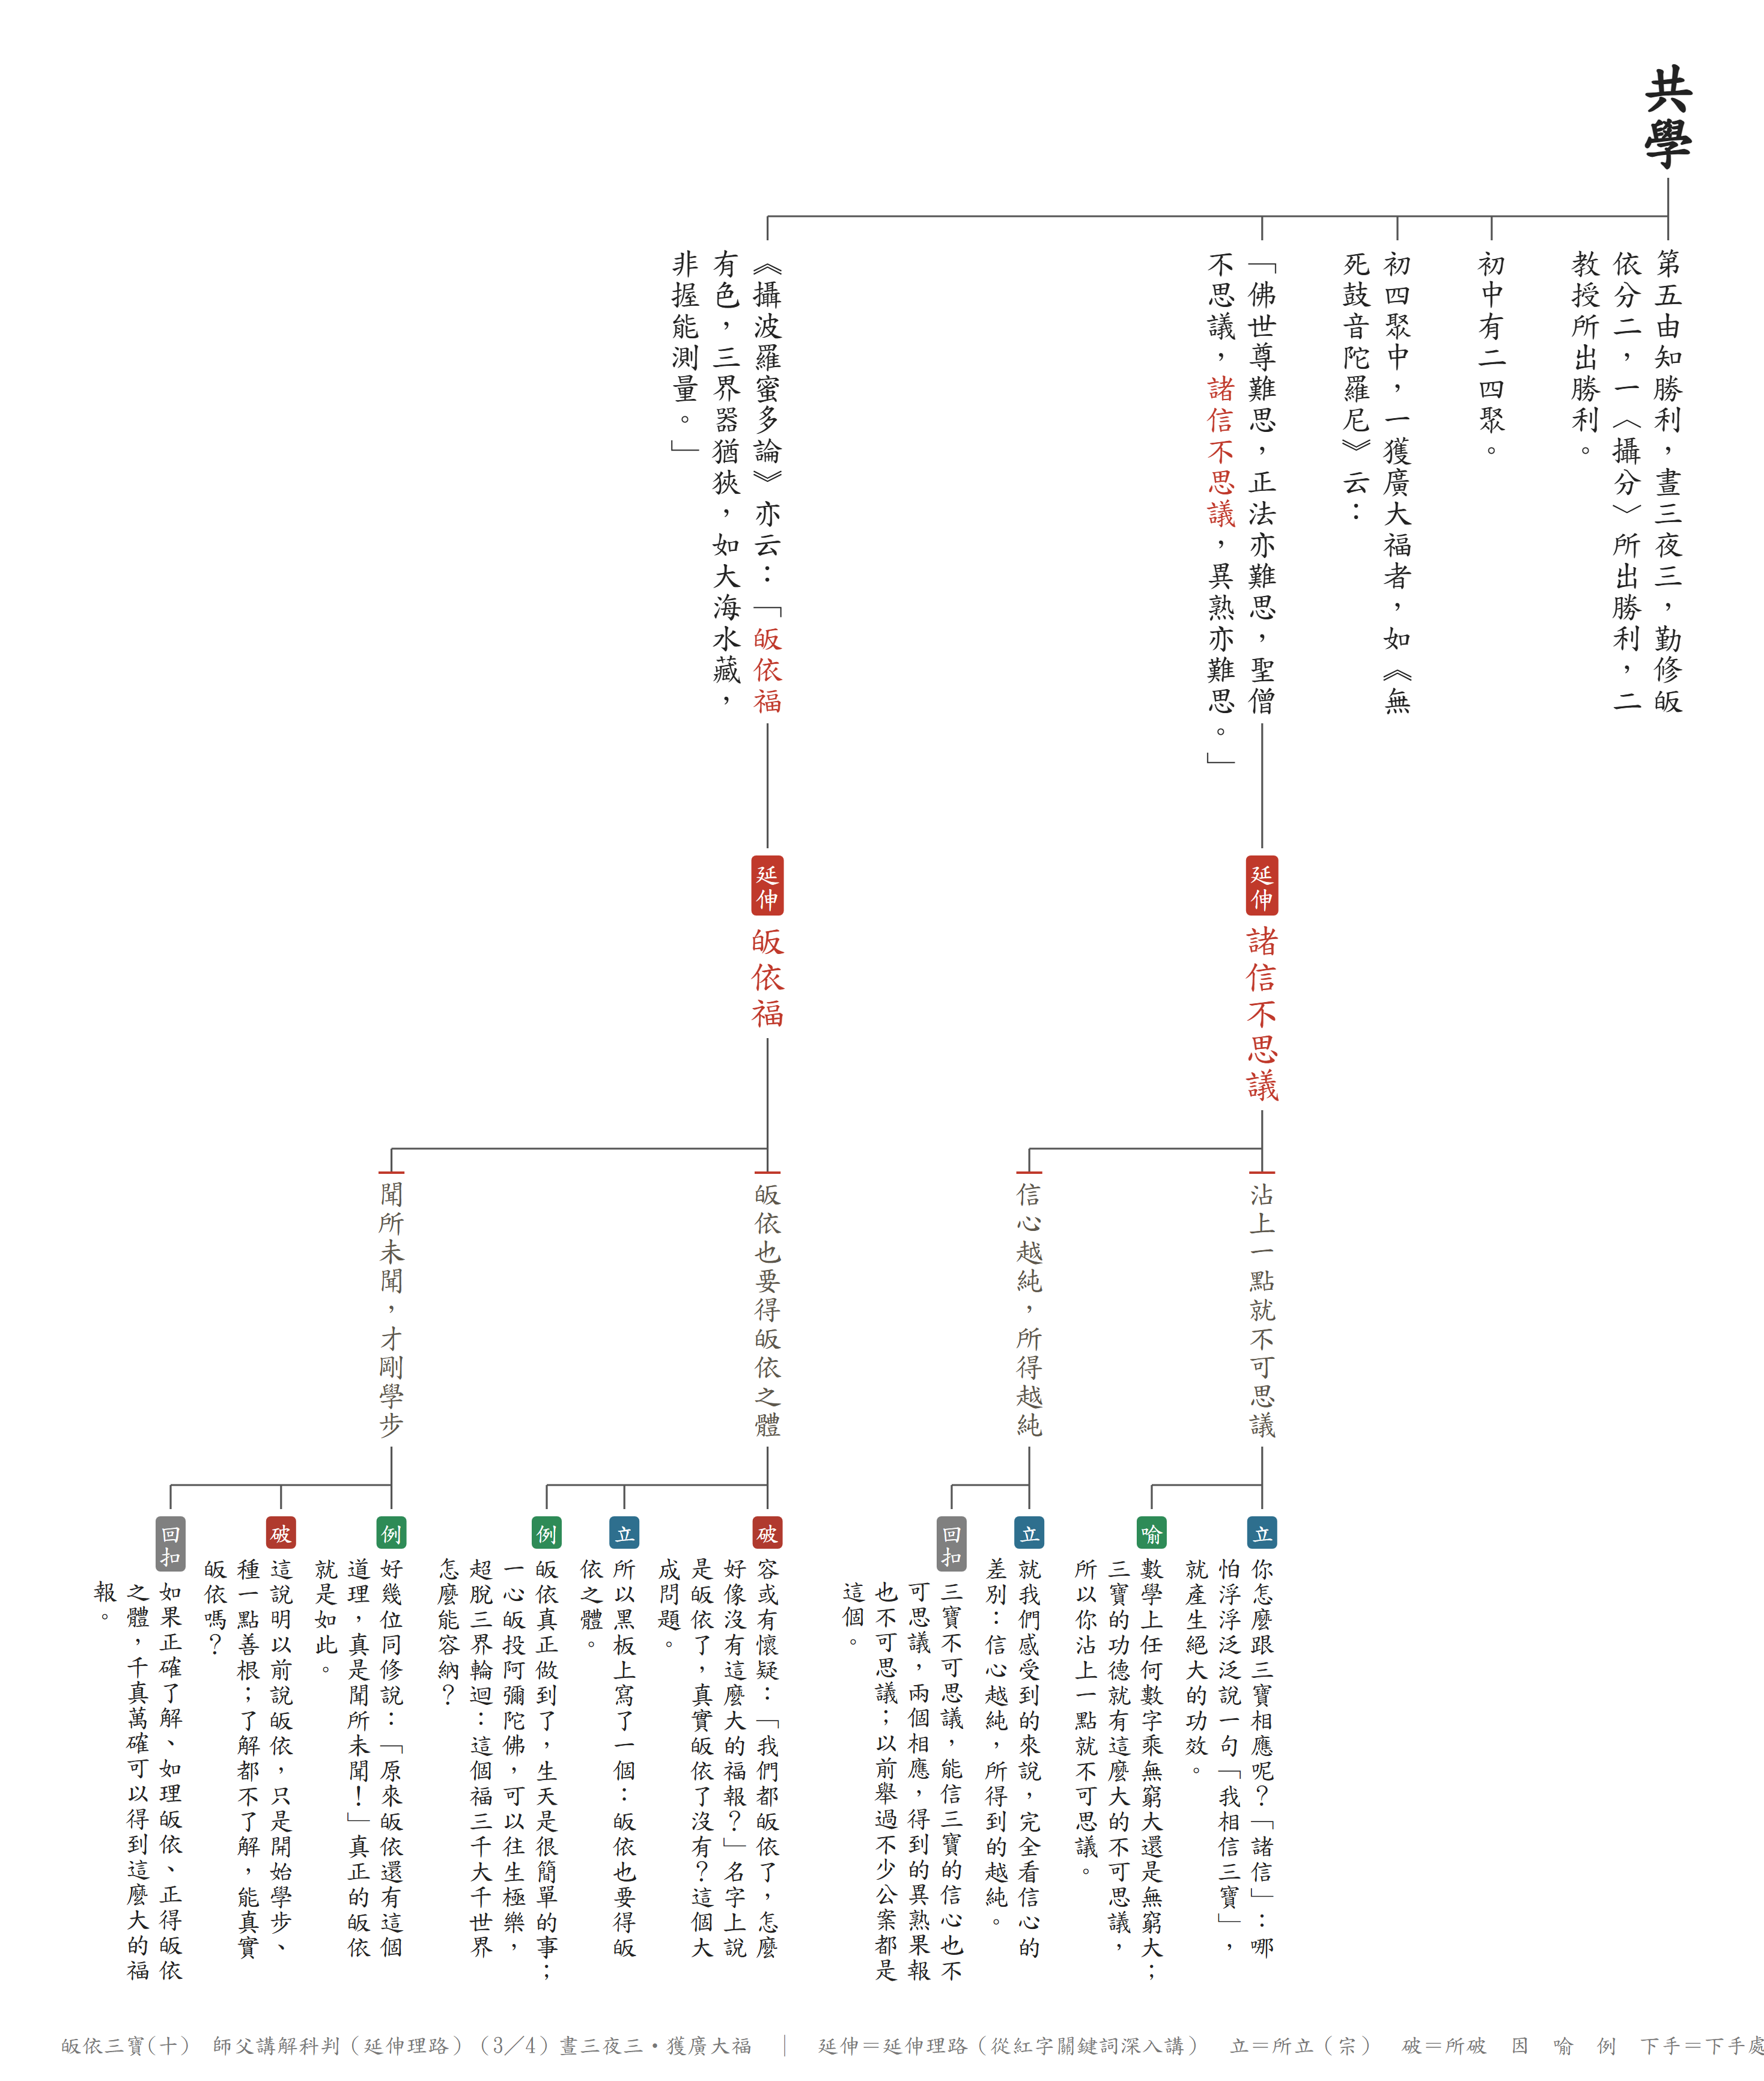 共學
第五由知勝利，晝三夜三，勤修皈
依分二，一〈攝分〉所出勝利，二
教授所出勝利。
初中有二四聚。
初四聚中，一獲廣大福者，如《無
死鼓音陀羅尼》云：
「佛世尊難思，正法亦難思，聖僧
不思議，諸信不思議，異熟亦難思。」
《攝波羅蜜多論》亦云：「皈依福
有色，三界器猶狹，如大海水藏，
非握能測量。」
延伸
諸信不思議
延伸
皈依福
沾上一點就不可思議
信心越純，所得越純
皈依也要得皈依之體
聞所未聞，才剛學步
立
你怎麼跟三寶相應呢？「諸信」：哪
怕浮浮泛泛說一句「我相信三寶」，
就產生絕大的功效。
喻
數學上任何數字乘無窮大還是無窮大；
三寶的功德就有這麼大的不可思議，
所以你沾上一點就不可思議。
立
就我們感受到的來說，完全看信心的
差別：信心越純，所得到的越純。
回扣
三寶不可思議，能信三寶的信心也不
可思議，兩個相應，得到的異熟果報
也不可思議；以前舉過不少公案都是
這個。
破
容或有懷疑：「我們都皈依了，怎麼
好像沒有這麼大的福報？」名字上說
是皈依了，真實皈依了沒有？這個大
成問題。
立
所以黑板上寫了一個：皈依也要得皈
依之體。
例
皈依真正做到了，生天是很簡單的事；
一心皈投阿彌陀佛，可以往生極樂，
超脫三界輪迴：這個福三千大千世界
怎麼能容納？
例
好幾位同修說：「原來皈依還有這個
道理，真是聞所未聞！」真正的皈依
就是如此。
破
這說明以前說皈依，只是開始學步、
種一點善根；了解都不了解，能真實
皈依嗎？
回扣
如果正確了解、如理皈依、正得皈依
之體，千真萬確可以得到這麼大的福
報。
皈依三寶(十)　師父講解科判（延伸理路）（3／4）晝三夜三・獲廣大福　｜　延伸＝延伸理路（從紅字關鍵詞深入講）　立＝所立（宗）　破＝所破　因　喻　例　下手＝下手處